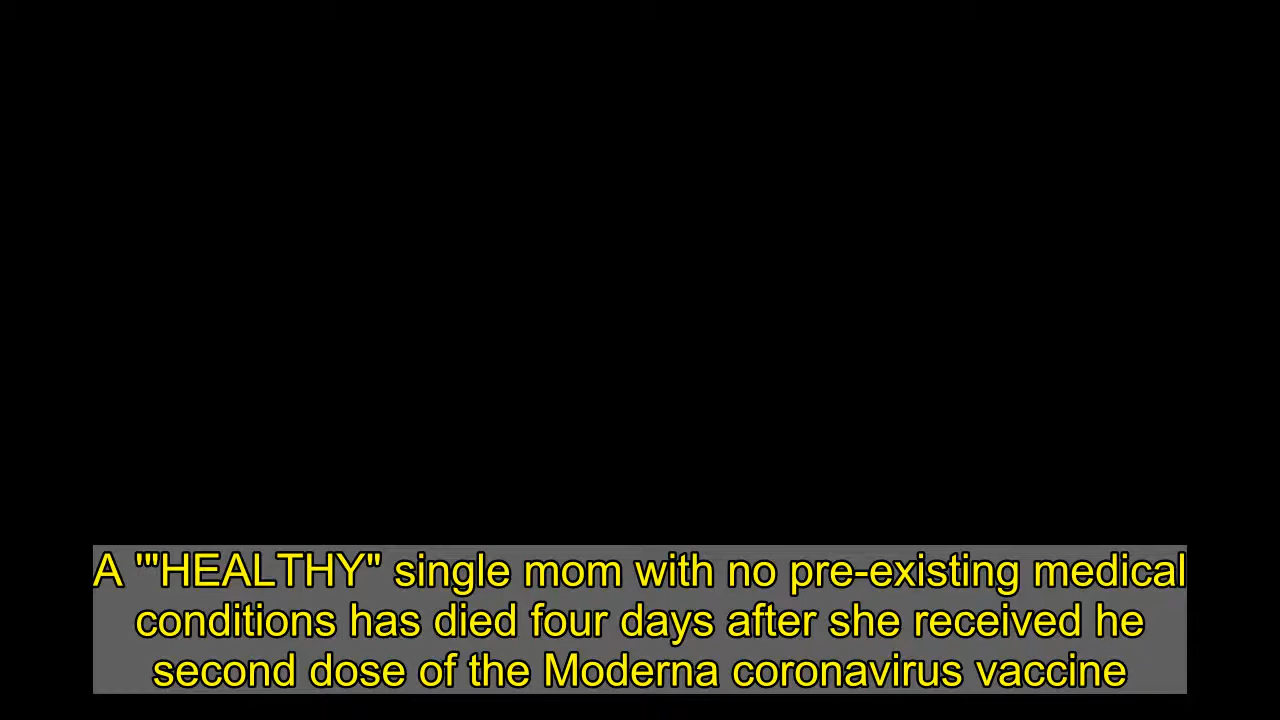 A '"HEALTHY" single mom with no pre-existing medical
conditions has died four days after she received he
second dose of the Moderna coronavirus vaccine